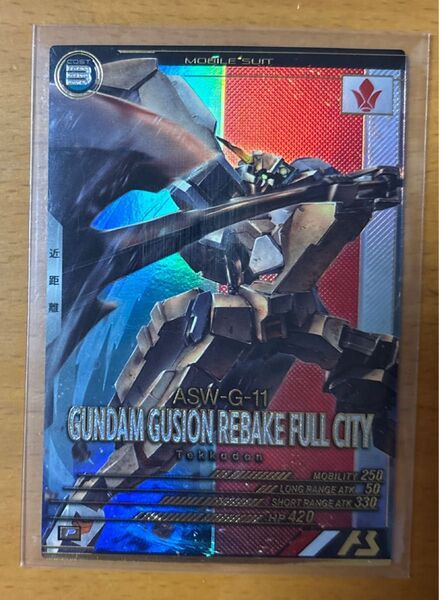 MOBILE SUIT
COST
3
近距離
ASW-G-11
GUNDAM GUSION REBAKE FULL CITY
Tekkadan
MOBILITY 250
LONG RANGE ATK 50
SHORT RANGE ATK 330
HP 420
P